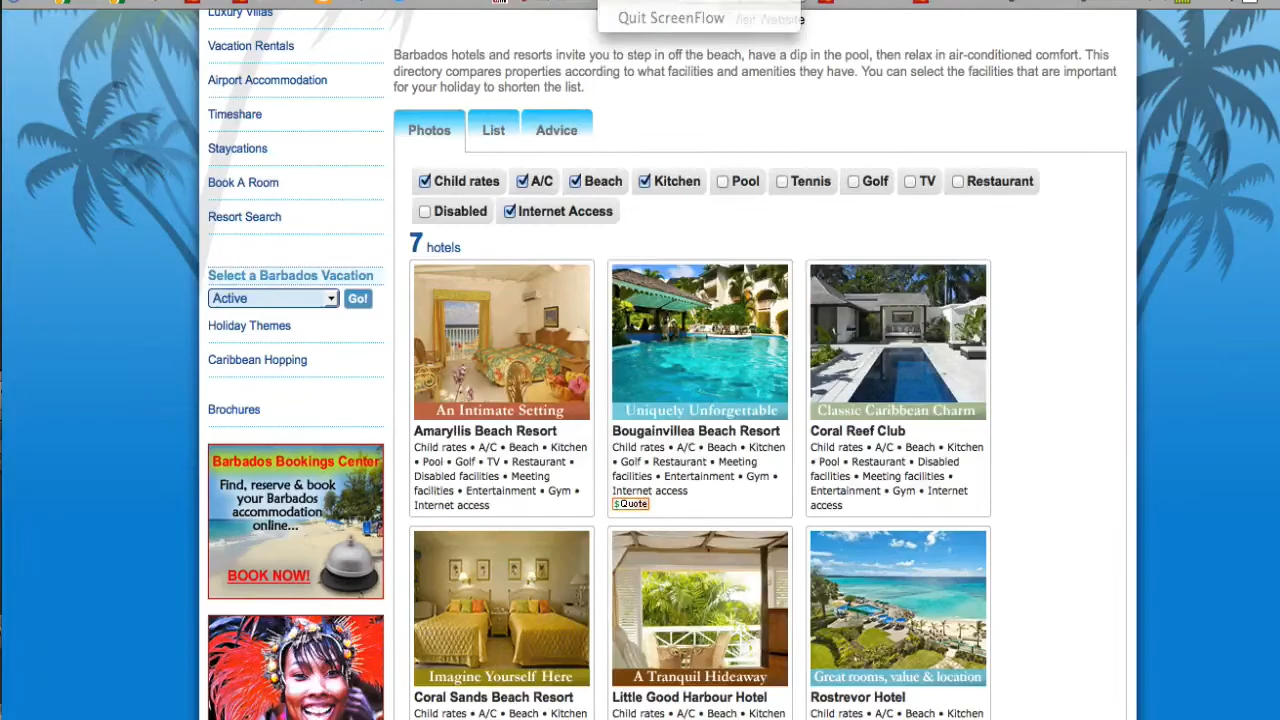 Luxury Villas
Vacation Rentals
Airport Accommodation
Timeshare
Staycations
Book A Room
Resort Search
Select a Barbados Vacation
Active
Go!
Holiday Themes
Caribbean Hopping
Brochures
Barbados Bookings Center
Find, reserve & book
your Barbados
accommodation
online...
BOOK NOW!
Quit ScreenFlow
Barbados hotels and resorts invite you to step in off the beach, have a dip in the pool, then relax in air-conditioned comfort. This
directory compares properties according to what facilities and amenities they have. You can select the facilities that are important
for your holiday to shorten the list.
Photos List Advice
Child rates A/C Beach Kitchen Pool Tennis Golf TV Restaurant
Disabled Internet Access
7 hotels
An Intimate Setting
Amaryllis Beach Resort
Child rates • A/C • Beach • Kitchen
• Pool • Golf • TV • Restaurant •
Disabled facilities • Meeting
facilities • Entertainment • Gym •
Internet access
Uniquely Unforgettable
Bougainvillea Beach Resort
Child rates • A/C • Beach • Kitchen
• Golf • Restaurant • Meeting
facilities • Entertainment • Gym •
Internet access
$Quote
Classic Caribbean Charm
Coral Reef Club
Child rates • A/C • Beach • Kitchen
• Pool • Restaurant • Disabled
facilities • Meeting facilities •
Entertainment • Gym • Internet
access
Imagine Yourself Here
Coral Sands Beach Resort
Child rates • A/C • Beach • Kitchen
A Tranquil Hideaway
Little Good Harbour Hotel
Child rates • A/C • Beach • Kitchen
Great rooms, value & location
Rostrevor Hotel
Child rates • A/C • Beach • Kitchen